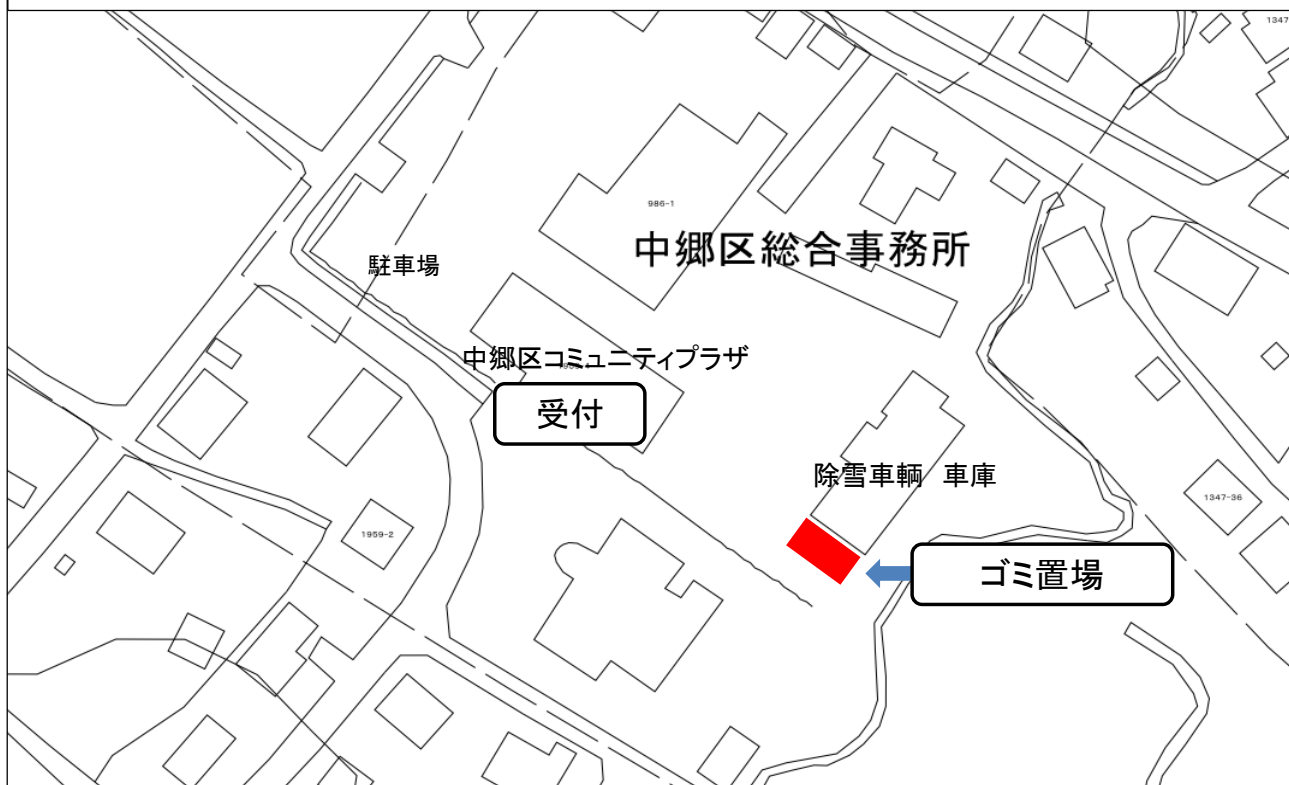 1347
986-1
中郷区総合事務所
駐車場
中郷区コミュニティプラザ
受付
除雪車輌　車庫
1347-36
1959-2
ゴミ置場